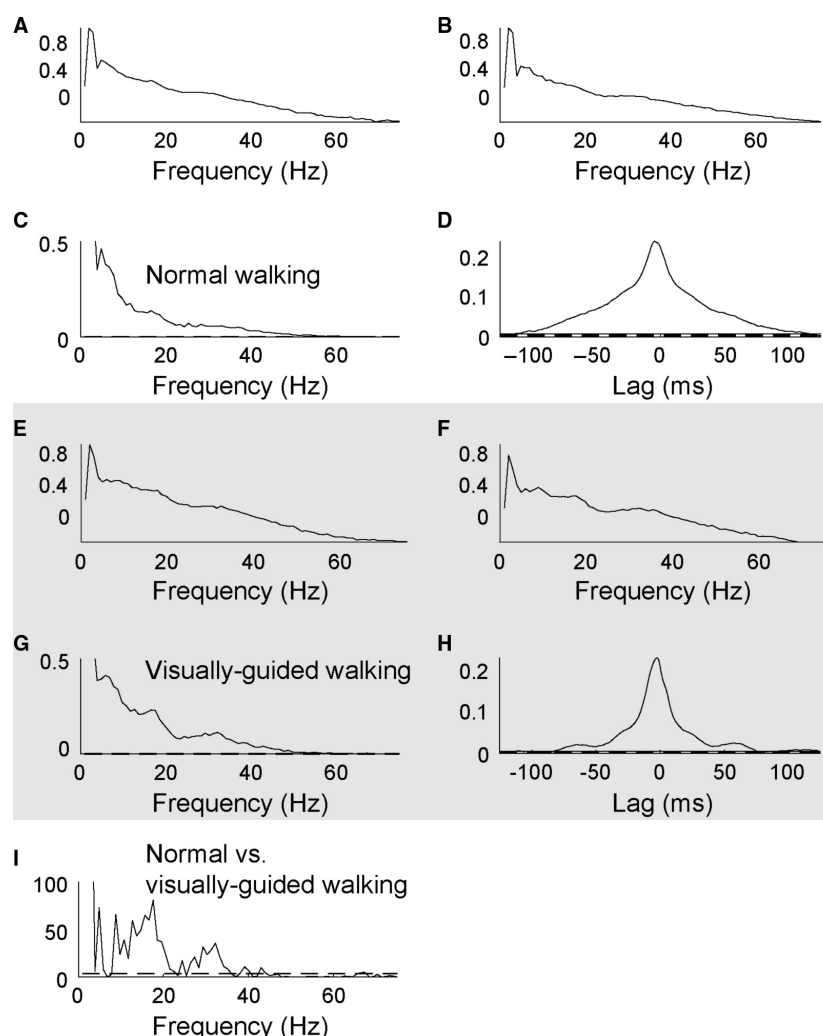 A
0.8
0.4
0
0 20 40 60
Frequency (Hz)
B
0.8
0.4
0
0 20 40 60
Frequency (Hz)
C
0.5
Normal walking
0
0 20 40 60
Frequency (Hz)
D
0.2
0.1
0
–100 –50 0 50 100
Lag (ms)
E
0.8
0.4
0
0 20 40 60
Frequency (Hz)
F
0.8
0.4
0
0 20 40 60
Frequency (Hz)
G
0.5
Visually-guided walking
0
0 20 40 60
Frequency (Hz)
H
0.2
0.1
0
-100 -50 0 50 100
Lag (ms)
I
Normal vs.
visually-guided walking
100
50
0
0 20 40 60
Frequency (Hz)